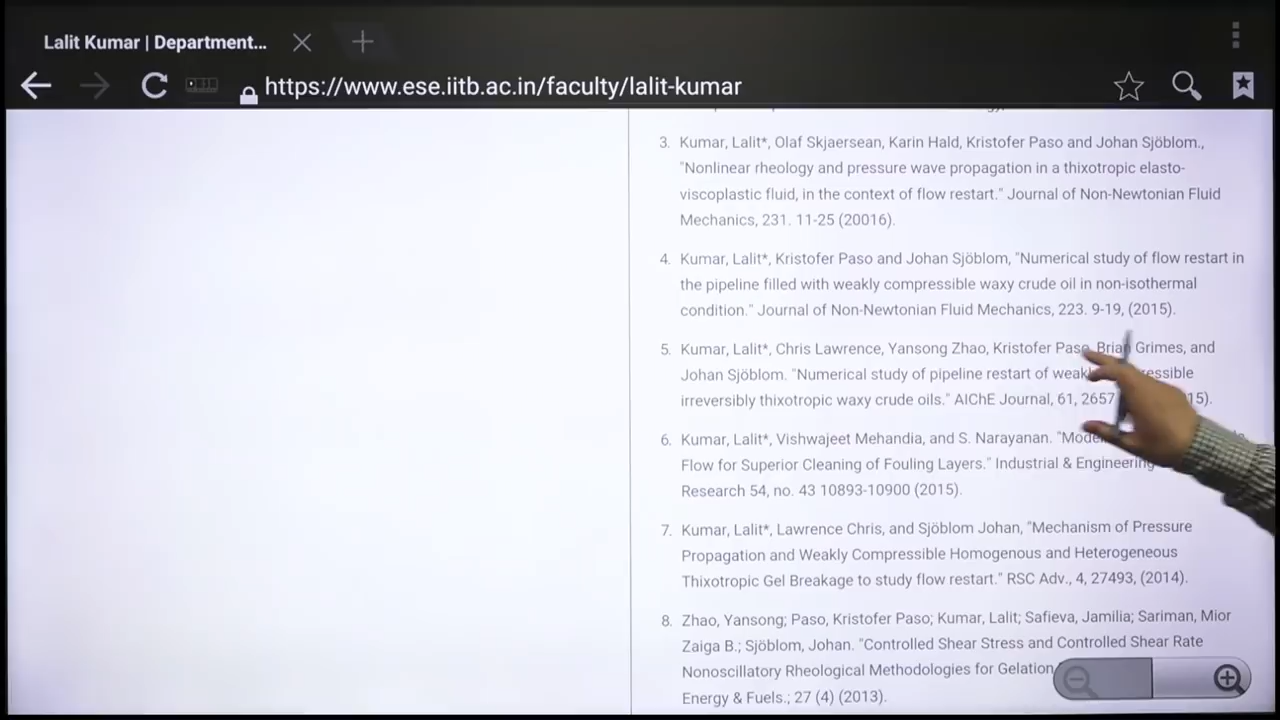 Lalit Kumar | Department...
https://www.ese.iitb.ac.in/faculty/lalit-kumar
3. Kumar, Lalit*, Olaf Skjaersean, Karin Hald, Kristofer Paso and Johan Sjöblom.,
"Nonlinear rheology and pressure wave propagation in a thixotropic elasto-
viscoplastic fluid, in the context of flow restart." Journal of Non-Newtonian Fluid
Mechanics, 231. 11-25 (20016).
4. Kumar, Lalit*, Kristofer Paso and Johan Sjöblom, "Numerical study of flow restart in
the pipeline filled with weakly compressible waxy crude oil in non-isothermal
condition." Journal of Non-Newtonian Fluid Mechanics, 223. 9-19, (2015).
5. Kumar, Lalit*, Chris Lawrence, Yansong Zhao, Kristofer Paso, Brian Grimes, and
Johan Sjöblom. "Numerical study of pipeline restart of
irreversibly thixotropic waxy crude oils." AIChE Journal, 61, 2657
6. Kumar, Lalit*, Vishwajeet Mehandia, and S. Narayanan.
Flow for Superior Cleaning of Fouling Layers." Industrial & Engineering
Research 54, no. 43 10893-10900 (2015).
7. Kumar, Lalit*, Lawrence Chris, and Sjöblom Johan, "Mechanism of Pressure
Propagation and Weakly Compressible Homogenous and Heterogeneous
Thixotropic Gel Breakage to study flow restart." RSC Adv., 4, 27493, (2014).
8. Zhao, Yansong; Paso, Kristofer Paso; Kumar, Lalit; Safieva, Jamilia; Sariman, Mior
Zaiga B.; Sjöblom, Johan. "Controlled Shear Stress and Controlled Shear Rate
Nonoscillatory Rheological Methodologies for Gelation
Energy & Fuels.; 27 (4) (2013).